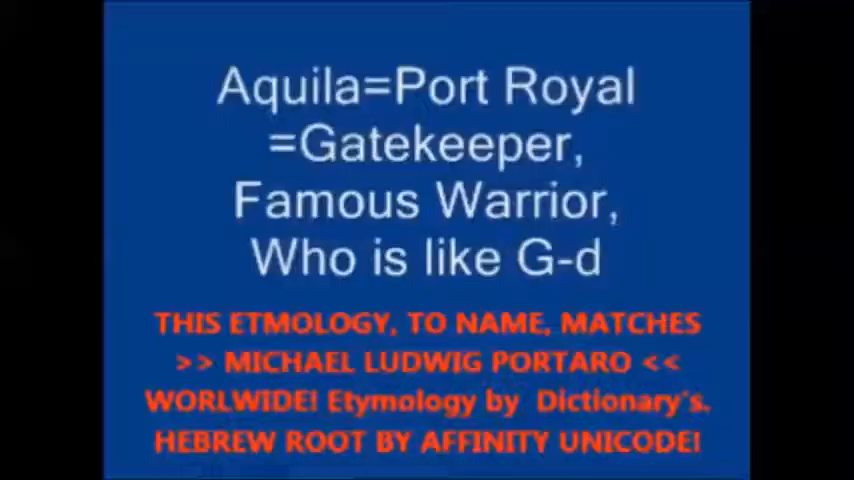 Aquila=Port Royal
=Gatekeeper,
Famous Warrior,
Who is like G-d
THIS ETMOLOGY, TO NAME, MATCHES
>> MICHAEL LUDWIG PORTARO <<
WORLWIDE! Etymology by Dictionary's.
HEBREW ROOT BY AFFINITY UNICODE!